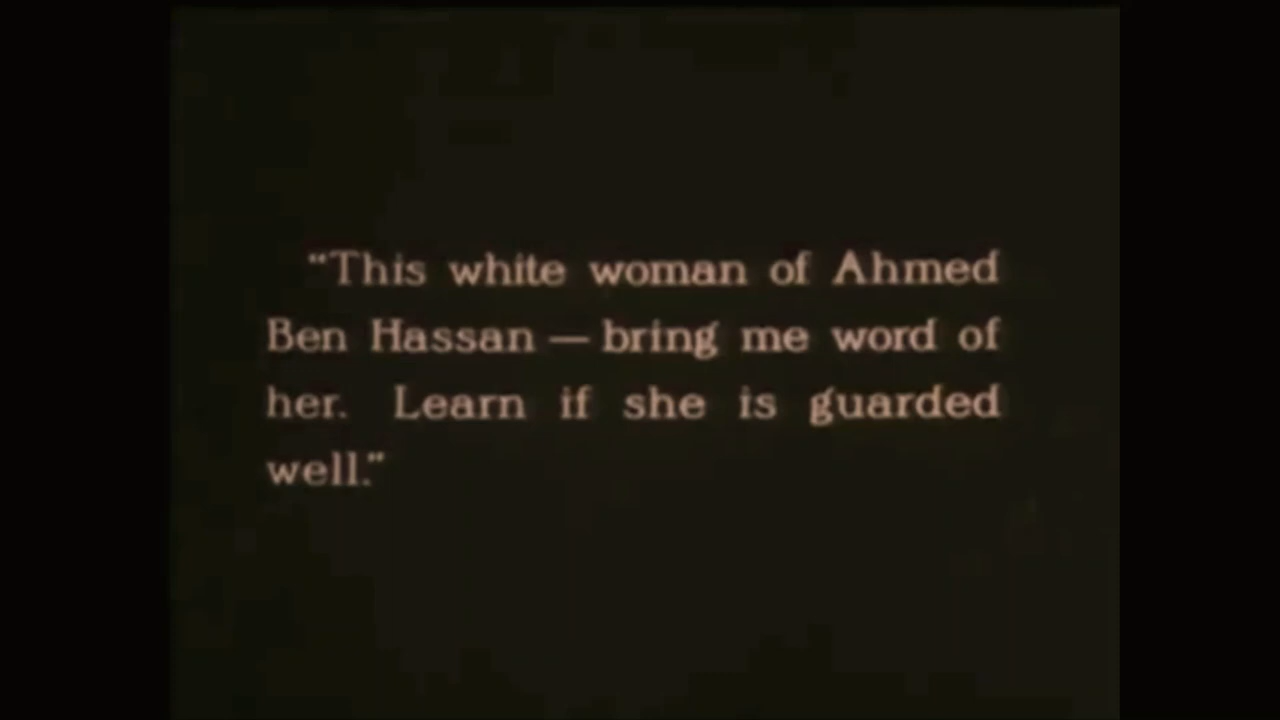 “This white woman of Ahmed
Ben Hassan — bring me word of
her. Learn if she is guarded
well.”